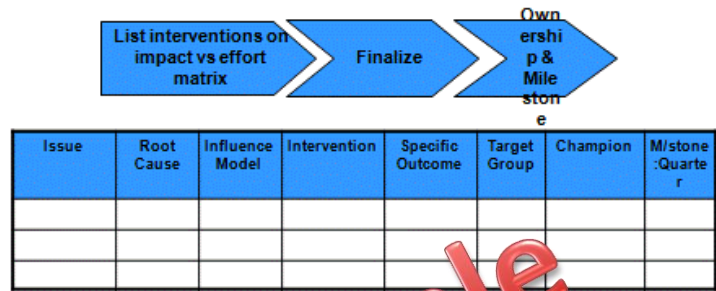 List interventions on
impact vs effort
matrix
Finalize
Own
ershi
p &
Mile
ston
e
Issue
Root
Cause
Influence
Model
Intervention
Specific
Outcome
Target
Group
Champion
M/stone
:Quarte
r